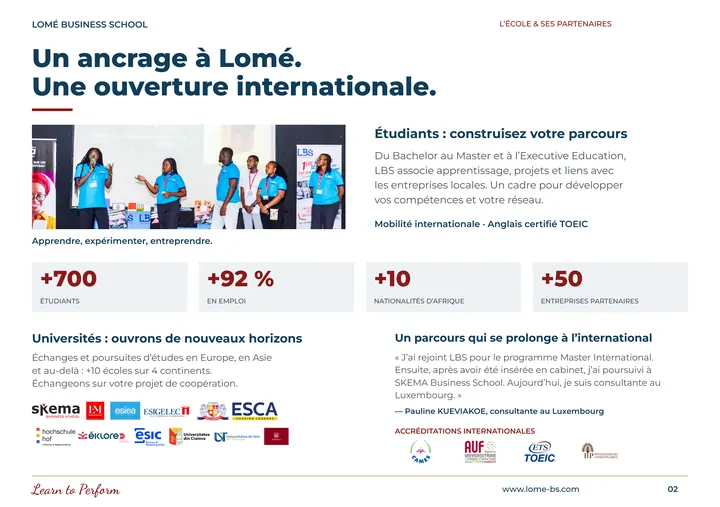 LOMÉ BUSINESS SCHOOL
L'ÉCOLE & SES PARTENAIRES
Un ancrage à Lomé.
Une ouverture internationale.
LBS
Apprendre, expérimenter, entreprendre.
Étudiants : construisez votre parcours
Du Bachelor au Master et à l'Executive Education,
LBS associe apprentissage, projets et liens avec
les entreprises locales. Un cadre pour développer
vos compétences et votre réseau.
Mobilité internationale · Anglais certifié TOEIC
+700
ÉTUDIANTS
+92 %
EN EMPLOI
+10
NATIONALITÉS D'AFRIQUE
+50
ENTREPRISES PARTENAIRES
Universités : ouvrons de nouveaux horizons
Échanges et poursuites d'études en Europe, en Asie
et au-delà : +10 écoles sur 4 continents.
Échangeons sur votre projet de coopération.
skema
BUSINESS SCHOOL
esiea
ESIGELEC
ESCA
hochschule
hof
éklore
ESIC
Universitatea
din Craiova
Un parcours qui se prolonge à l'international
« J'ai rejoint LBS pour le programme Master International.
Ensuite, après avoir été insérée en cabinet, j'ai poursuivi à
SKEMA Business School. Aujourd'hui, je suis consultante au
Luxembourg. »
— Pauline KUEVIAKOE, consultante au Luxembourg
ACCRÉDITATIONS INTERNATIONALES
CAMES
AUF
ETS
TOEIC
Learn to Perform
www.lome-bs.com
02